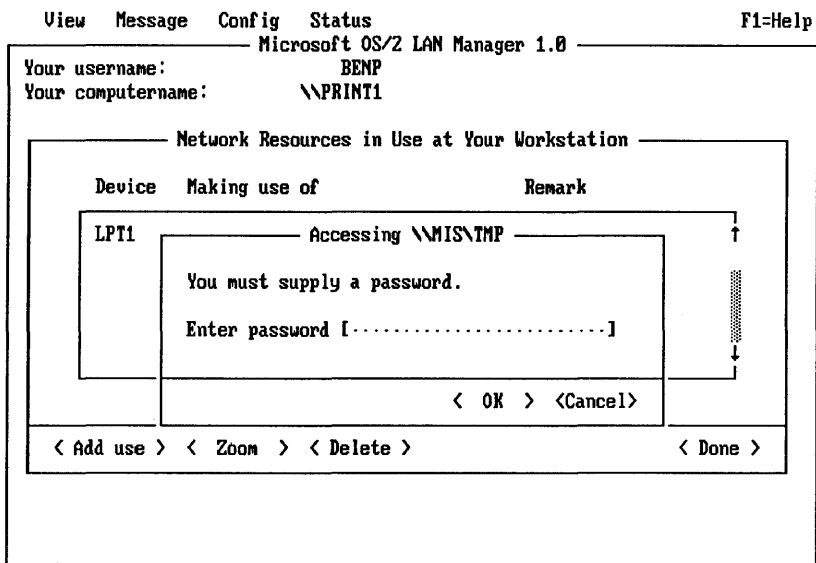 View Message Config Status F1=Help
Microsoft OS/2 LAN Manager 1.0
Your username: BENP
Your computername: \\PRINT1
Network Resources in Use at Your Workstation
Device Making use of Remark
LPT1
Accessing \\MIS\TMP
You must supply a password.
Enter password [·························]
< OK > <Cancel>
< Add use > < Zoom > < Delete > < Done >